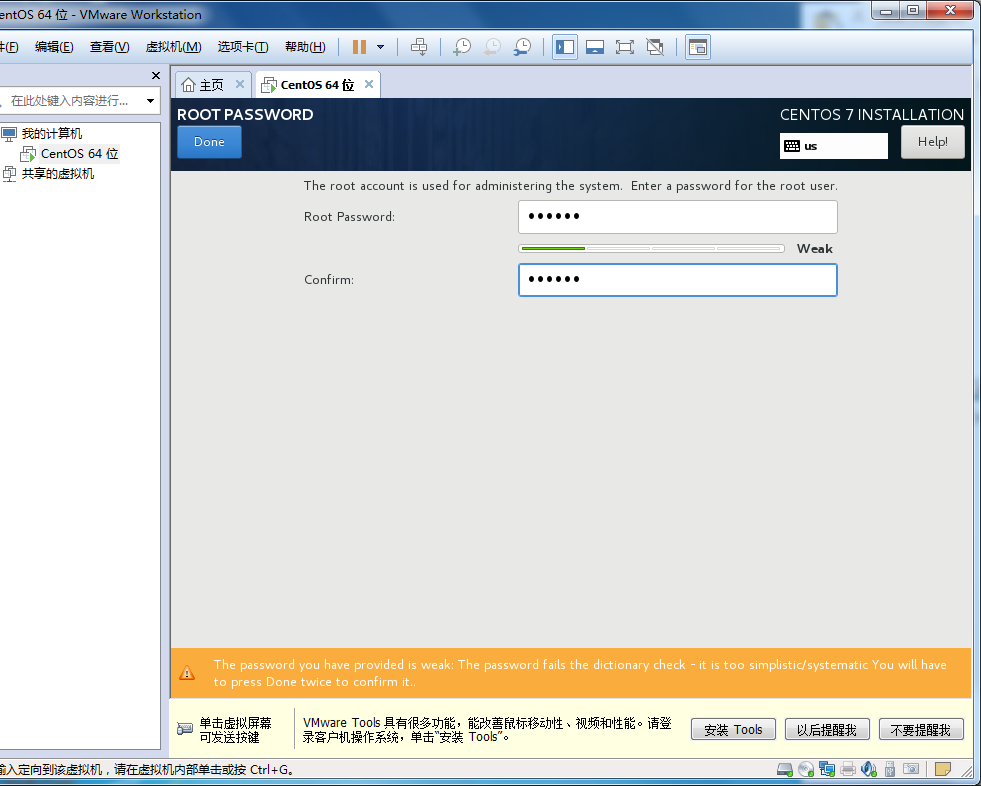 entOS 64 位 - VMware Workstation
件(F) 编辑(E) 查看(V) 虚拟机(M) 选项卡(T) 帮助(H)
在此处键入内容进行...
主页
CentOS 64 位
我的计算机
CentOS 64 位
共享的虚拟机
ROOT PASSWORD
CENTOS 7 INSTALLATION
Done
us
Help!
The root account is used for administering the system.  Enter a password for the root user.
Root Password:
••••••
Weak
Confirm:
••••••
The password you have provided is weak: The password fails the dictionary check - it is too simplistic/systematic You will have
to press Done twice to confirm it..
单击虚拟屏幕
可发送按键
VMware Tools 具有很多功能，能改善鼠标移动性、视频和性能。请登
录客户机操作系统，单击“安装 Tools”。
安装 Tools
以后提醒我
不要提醒我
输入定向到该虚拟机，请在虚拟机内部单击或按 Ctrl+G。